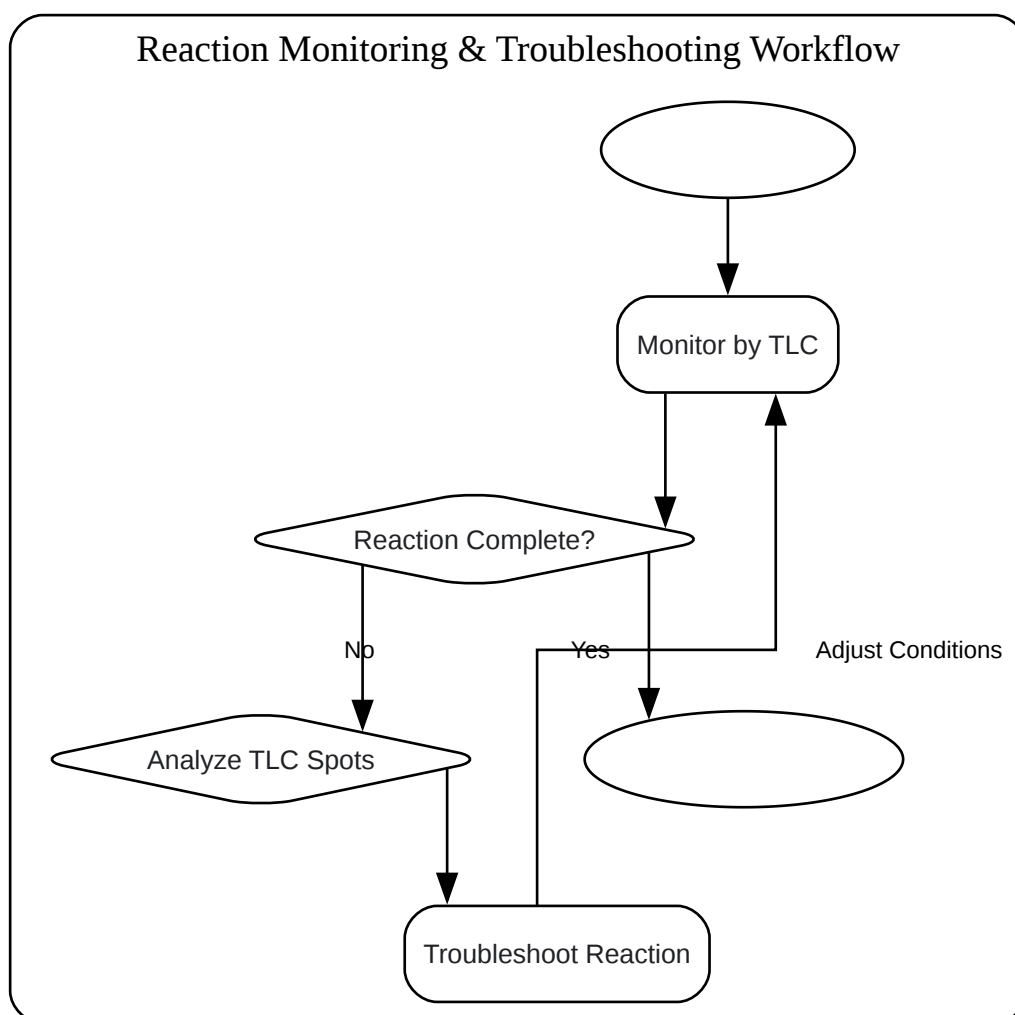 Reaction Monitoring & Troubleshooting Workflow
Monitor by TLC
Reaction Complete?
No
Yes
Adjust Conditions
Analyze TLC Spots
Troubleshoot Reaction